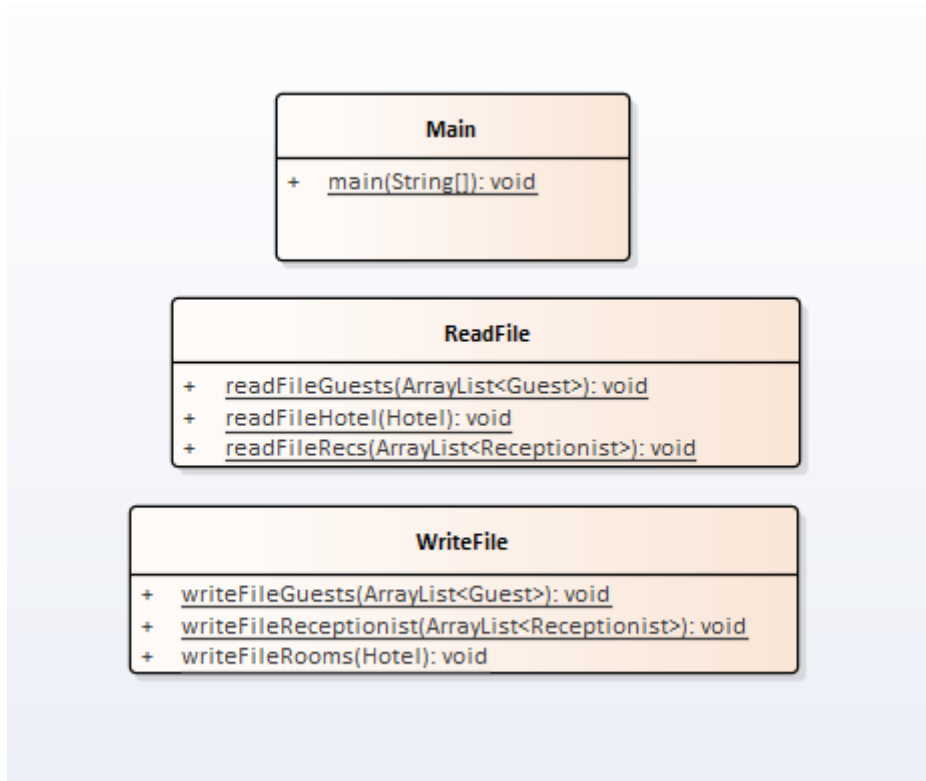 Main
+ main(String[]): void
ReadFile
+ readFileGuests(ArrayList<Guest>): void
+ readFileHotel(Hotel): void
+ readFileRecs(ArrayList<Receptionist>): void
WriteFile
+ writeFileGuests(ArrayList<Guest>): void
+ writeFileReceptionist(ArrayList<Receptionist>): void
+ writeFileRooms(Hotel): void